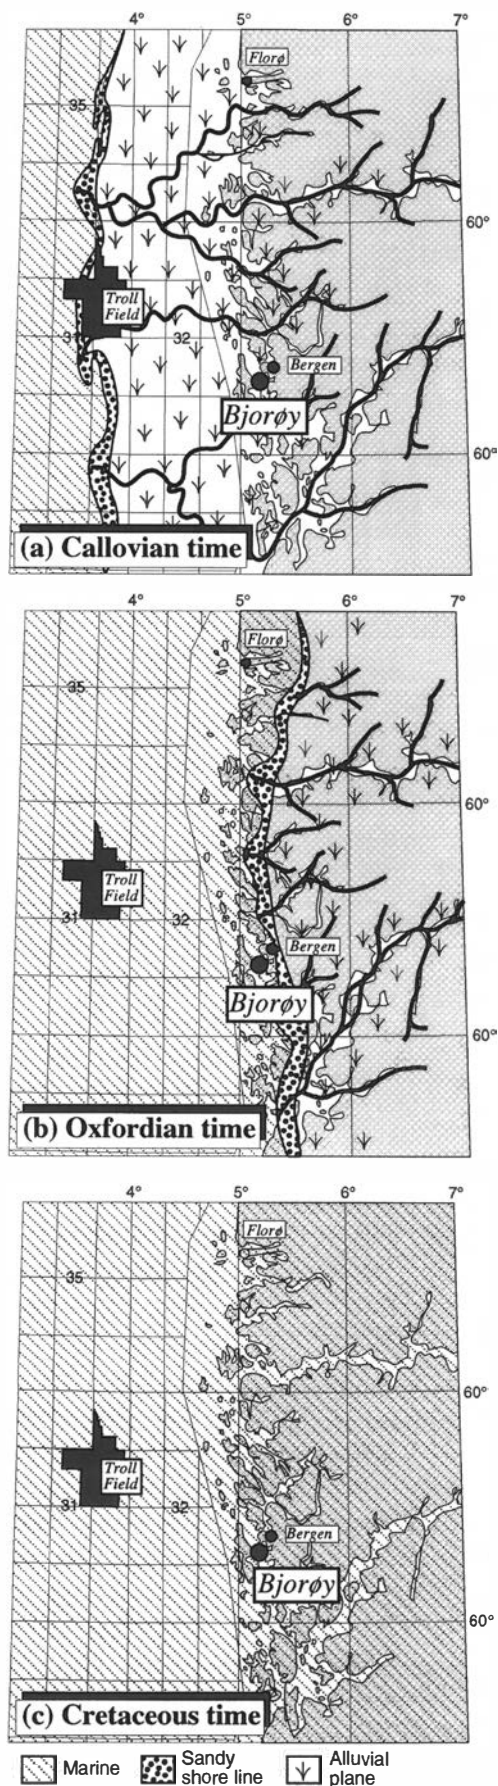 4° 5° 6° 7°
Florø
35
60°
Troll
Field
31 32
Bergen
Bjorøy
60°
(a) Callovian time
4° 5° 6° 7°
Florø
35
60°
Troll
Field
31 32
Bergen
Bjorøy
60°
(b) Oxfordian time
4° 5° 6° 7°
Florø
35
60°
Troll
Field
31 32
Bergen
Bjorøy
60°
(c) Cretaceous time
Marine Sandy shore line Alluvial plane